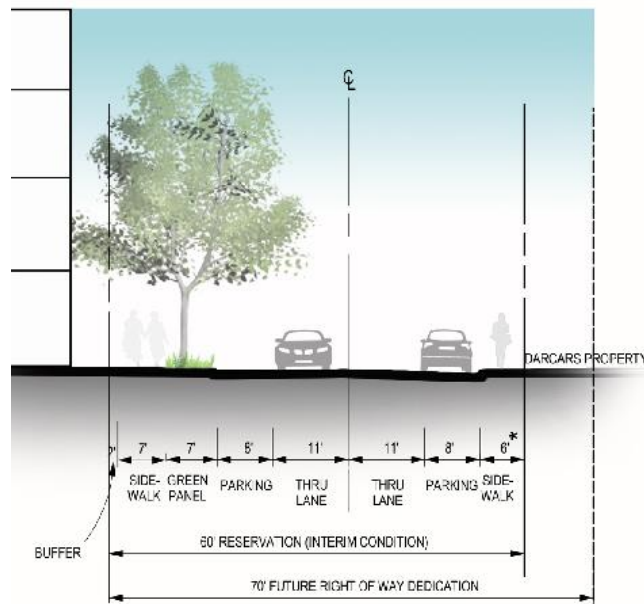 ℄
DARCARS PROPERTY
2' 7' 7' 8' 11' 11' 8' 6'*
SIDE-WALK
GREEN PANEL
PARKING
THRU LANE
THRU LANE
PARKING
SIDE-WALK
BUFFER
60' RESERVATION (INTERIM CONDITION)
70' FUTURE RIGHT OF WAY DEDICATION